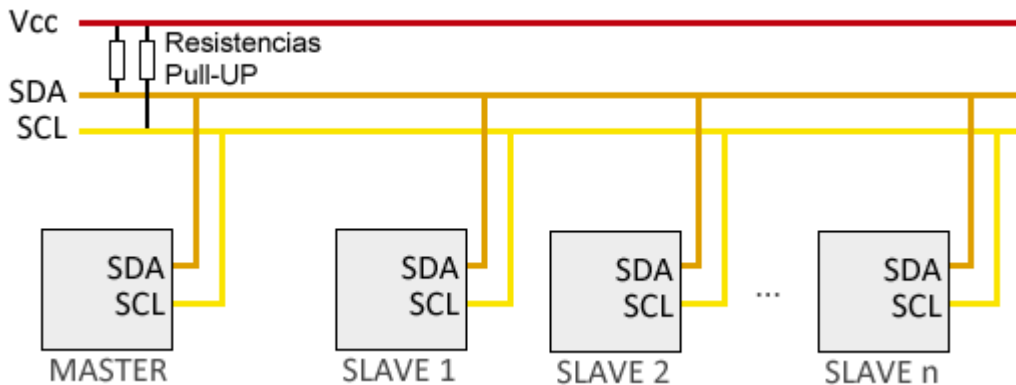 Vcc
Resistencias
Pull-UP
SDA
SCL
SDA
SCL
MASTER
SDA
SCL
SLAVE 1
SDA
SCL
SLAVE 2
...
SDA
SCL
SLAVE n